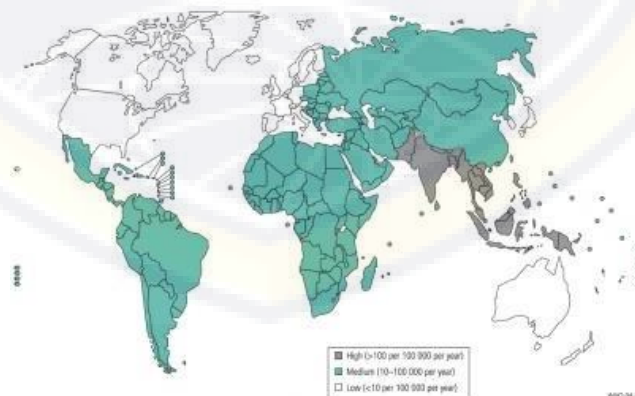 High (>100 per 100 000 per year)
Medium (10–100 000 per year)
Low (<10 per 100 000 per year)